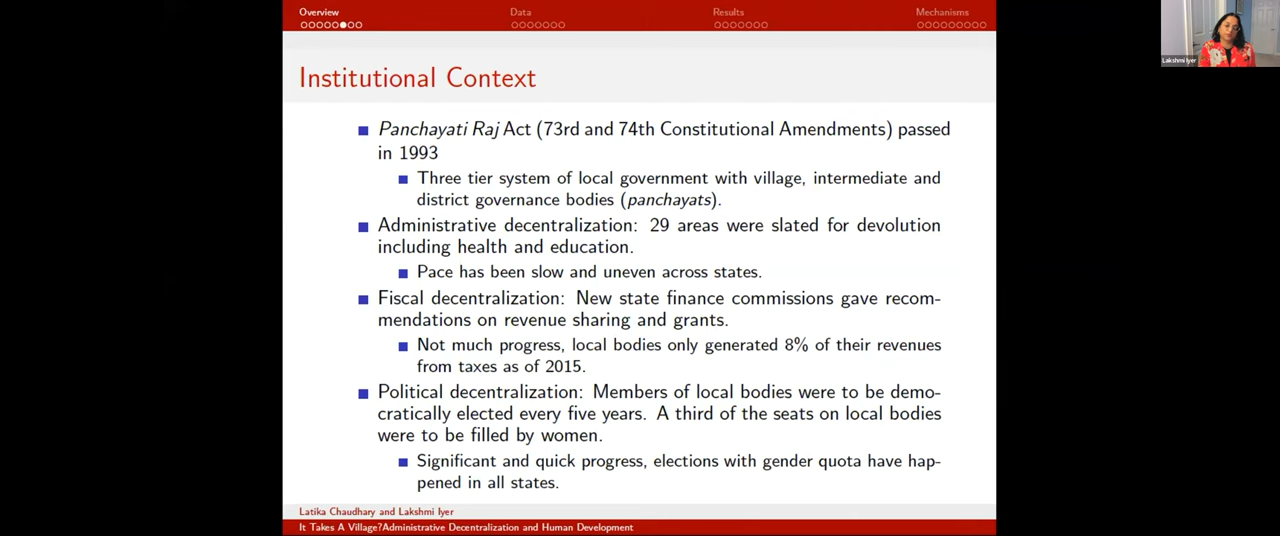 Overview
Data
Results
Mechanisms
Lakshmi Iyer
Institutional Context
Panchayati Raj Act (73rd and 74th Constitutional Amendments) passed
in 1993
Three tier system of local government with village, intermediate and
district governance bodies (panchayats).
Administrative decentralization: 29 areas were slated for devolution
including health and education.
Pace has been slow and uneven across states.
Fiscal decentralization: New state finance commissions gave recom-
mendations on revenue sharing and grants.
Not much progress, local bodies only generated 8% of their revenues
from taxes as of 2015.
Political decentralization: Members of local bodies were to be demo-
cratically elected every five years. A third of the seats on local bodies
were to be filled by women.
Significant and quick progress, elections with gender quota have hap-
pened in all states.
Latika Chaudhary and Lakshmi Iyer
It Takes A Village?Administrative Decentralization and Human Development